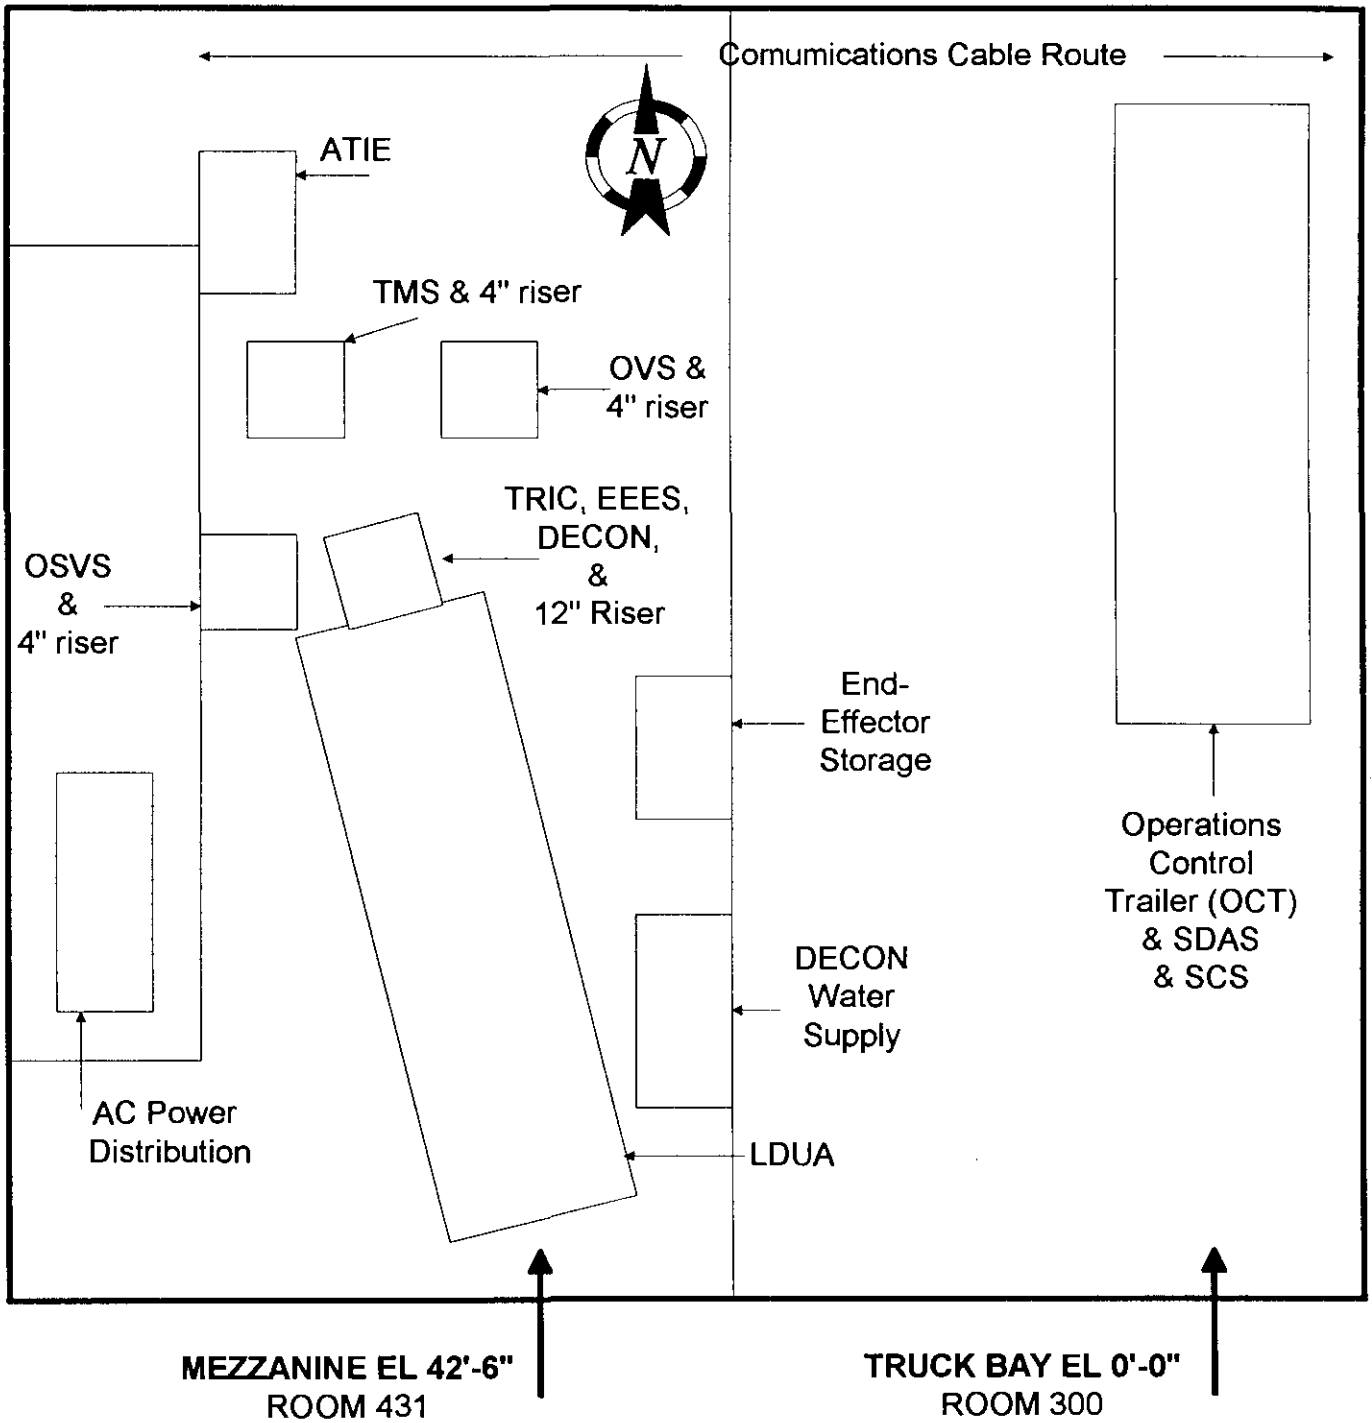 Comumications Cable Route
ATIE
N
TMS & 4" riser
OVS &
4" riser
TRIC, EEES,
DECON,
&
12" Riser
OSVS
&
4" riser
End-
Effector
Storage
Operations
Control
Trailer (OCT)
& SDAS
& SCS
DECON
Water
Supply
AC Power
Distribution
LDUA
MEZZANINE EL 42'-6"
ROOM 431
TRUCK BAY EL 0'-0"
ROOM 300